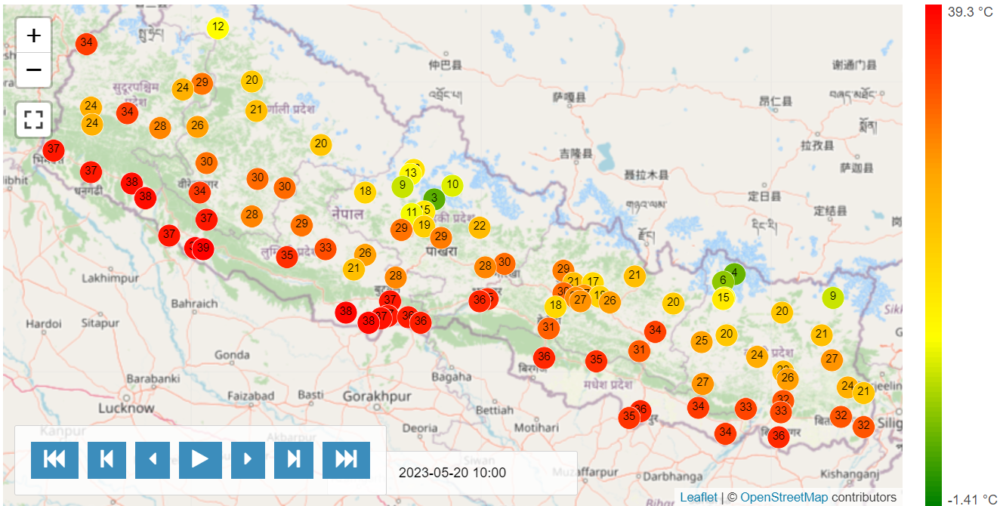 39.3 °C
+
−
12
34
仲巴县
谢通门县
20
29
24
सुदूरपश्चिम
प्रदेश
萨嘎县
昂仁县
24
34
21
र्णाली प्रदेश
24
28
26
20
拉孜县
37
吉隆县
萨迦县
30
13
聂拉木县
37
libhit
धनगढी
38
34
30
30
18
9
10
定日县
38
3
定结县
नेपाल
11
15
37
28
29
29
19
22
37
29
पोखरा
39
35
33
26
21
28
30
29
21
4
Lakhimpur
28
21
17
6
Bahraich
37
30
36
15
9
38
18
27
26
20
20
Hardoi
Sitapur
38
36
31
34
25
20
21
Gonda
36
35
31
24
27
Barabanki
Bagaha
मधेश प्रदेश
27
26
24
21
Faizabad
Basti
Gorakhpur
Lucknow
Bettiah
35
36
34
33
32
33
32
32
Kanpur
Akbarpur
Deoria
Motihari
34
36
Siwan
2023-05-20 10:00
Muzaffarpur
Darbhanga
Kishanganj
Leaflet | © OpenStreetMap contributors
-1.41 °C